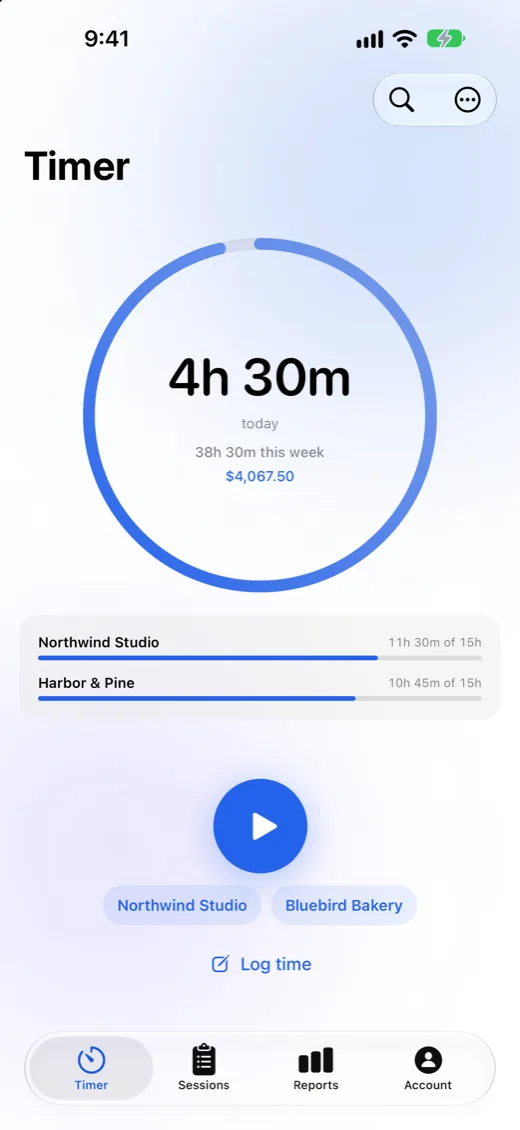 9:41
Timer
4h 30m
today
38h 30m this week
$4,067.50
Northwind Studio 11h 30m of 15h
Harbor & Pine 10h 45m of 15h
Northwind Studio Bluebird Bakery
Log time
Timer Sessions Reports Account